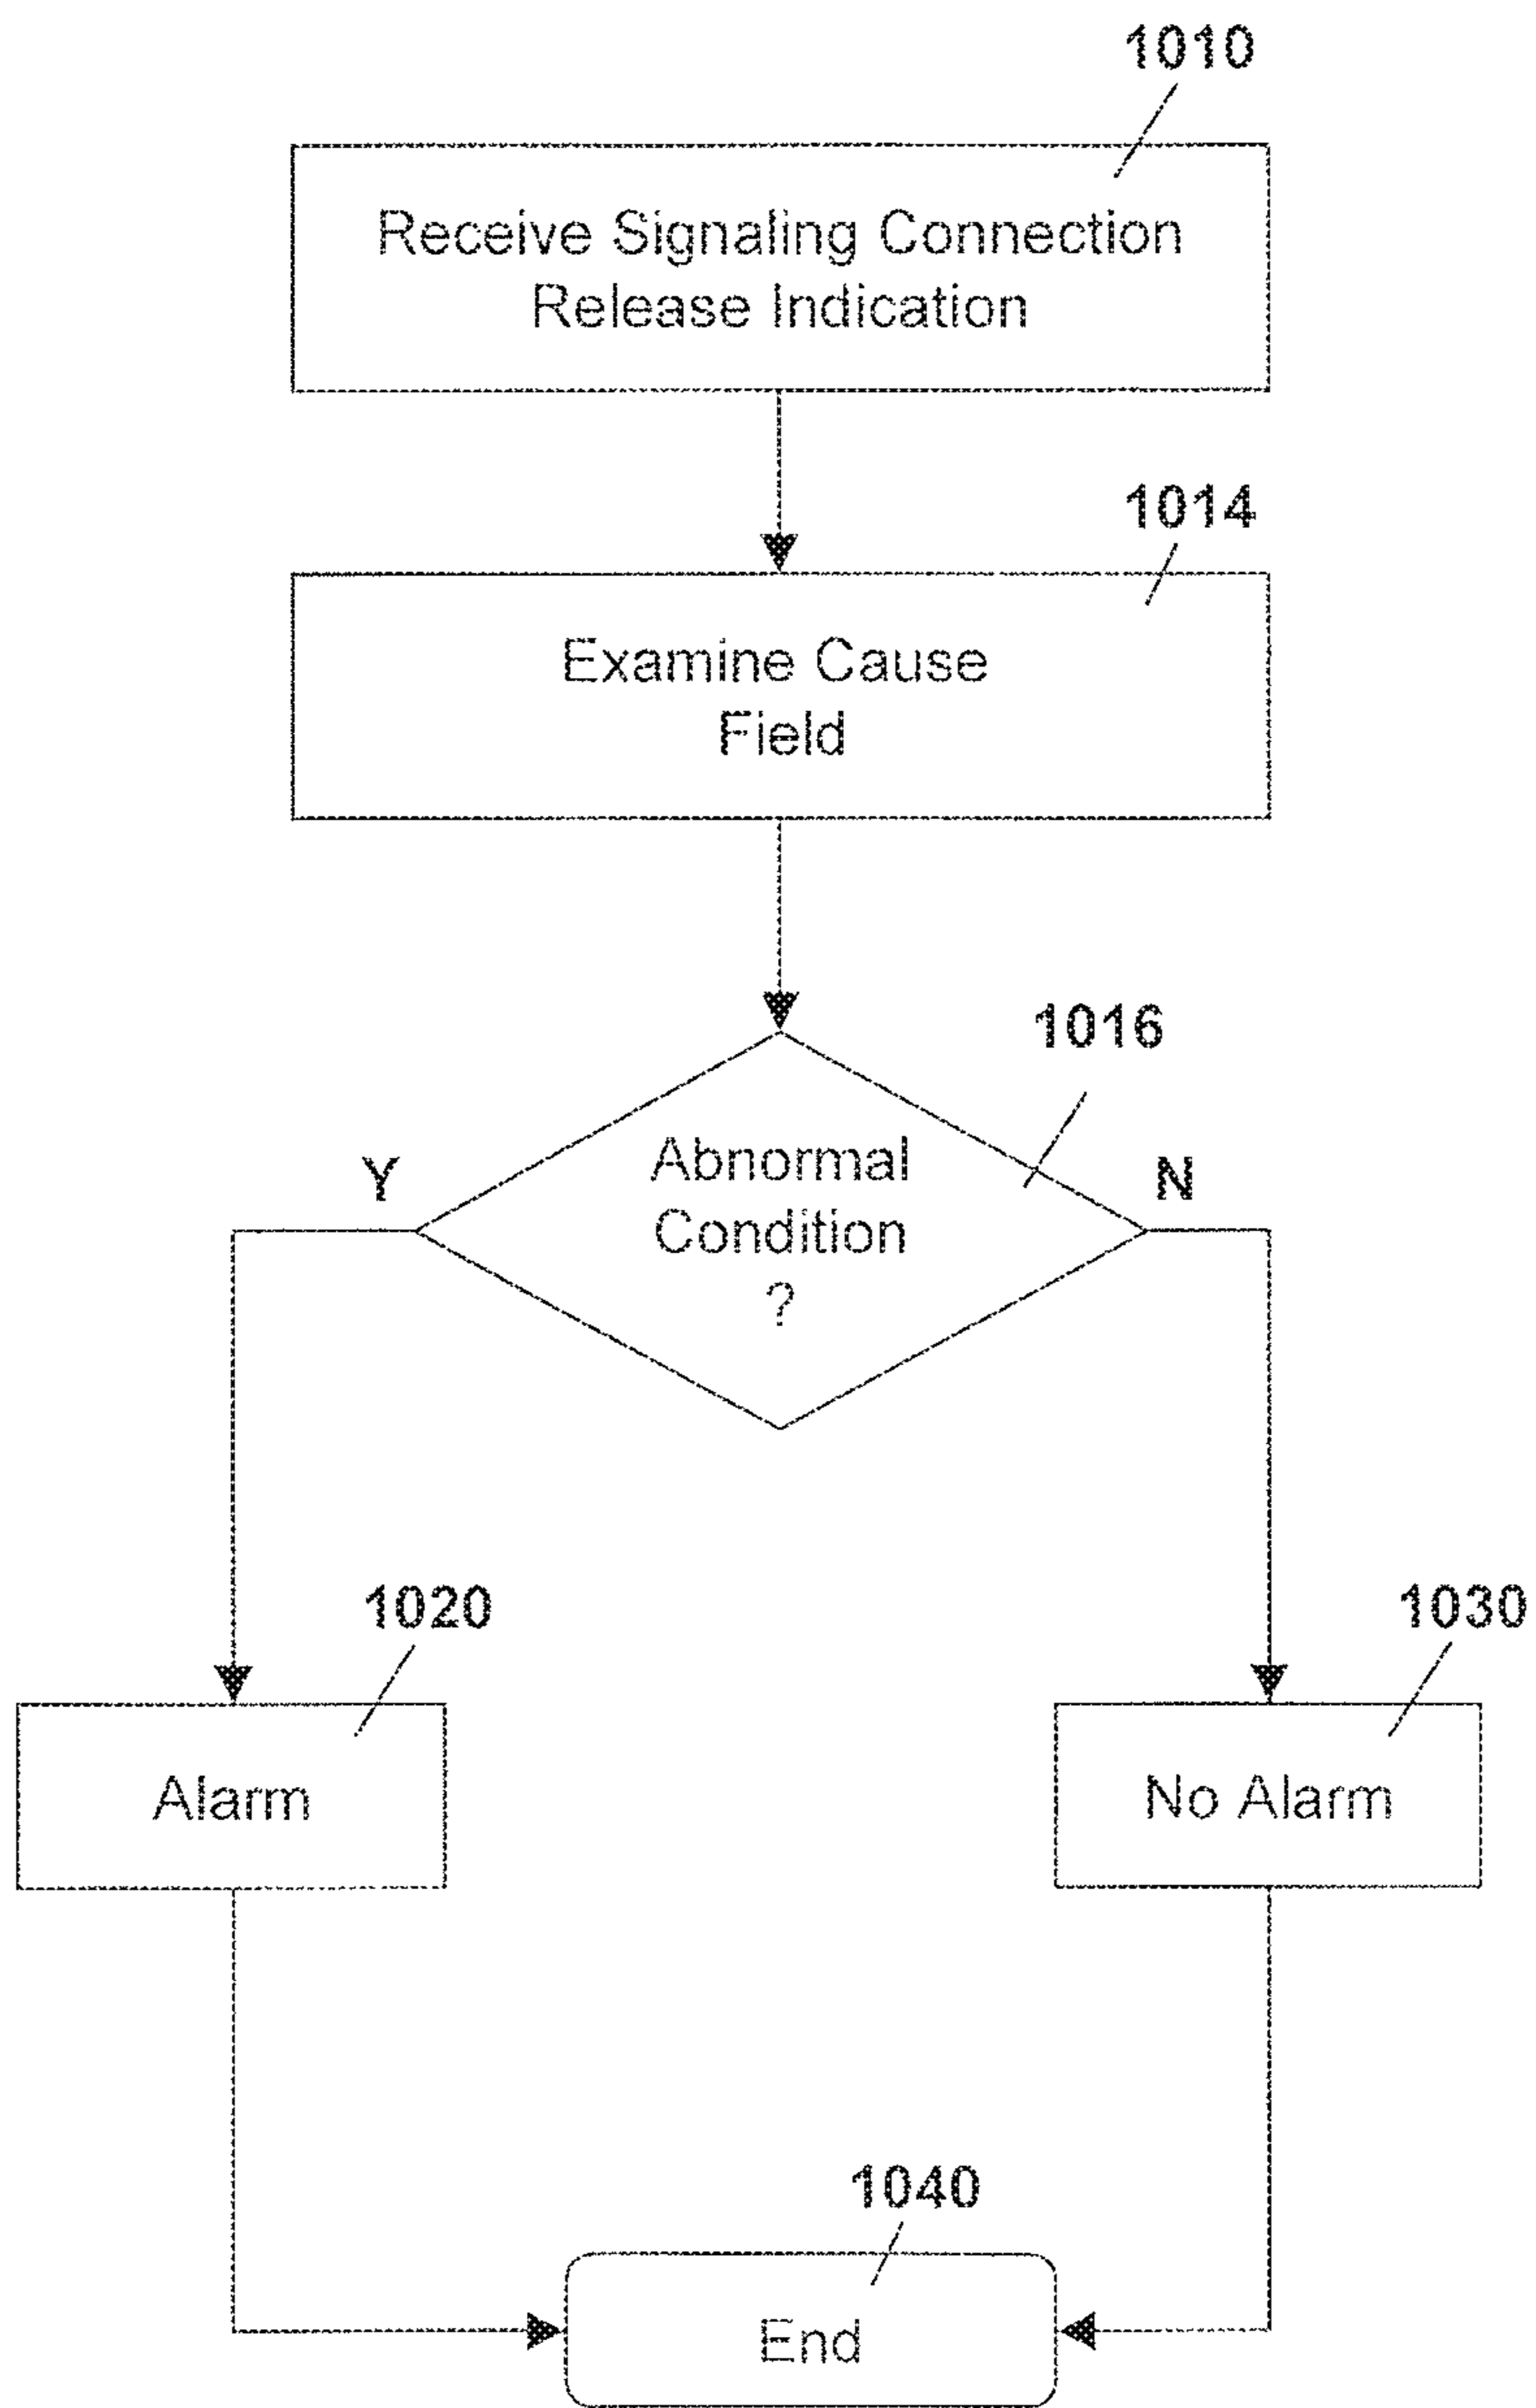 1010
Receive Signaling Connection
Release Indication
1014
Examine Cause
Field
1016
Y
Abnormal
Condition
?
N
1020
Alarm
1030
No Alarm
1040
End